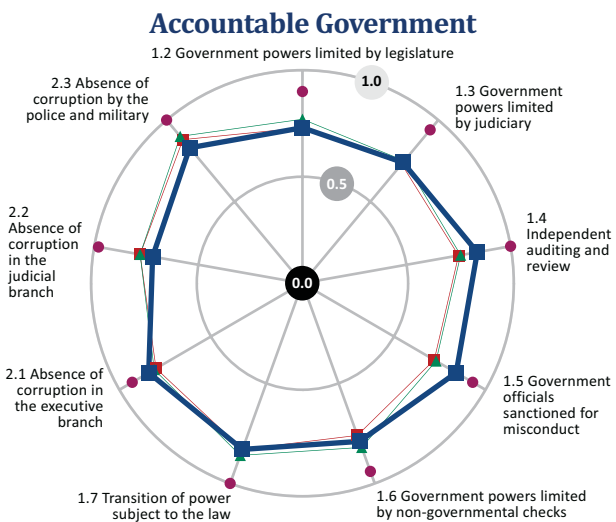 Accountable Government
1.2 Government powers limited by legislature
1.0
2.3 Absence of
corruption by the
police and military
1.3 Government
powers limited
by judiciary
0.5
2.2
Absence of
corruption
in the
judicial
branch
1.4
Independent
auditing and
review
0.0
2.1 Absence of
corruption in
the executive
branch
1.5 Government
officials
sanctioned for
misconduct
1.7 Transition of power
subject to the law
1.6 Government powers limited
by non-governmental checks